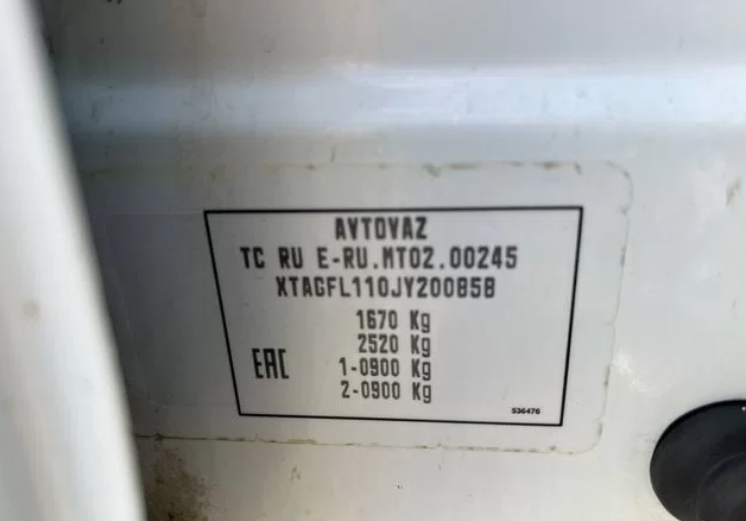 AVTOVAZ
TC RU E-RU.MT02.00245
XTAGFL110JY200858
1670 Kg
2520 Kg
EAC
1-0900 Kg
2-0900 Kg
536476